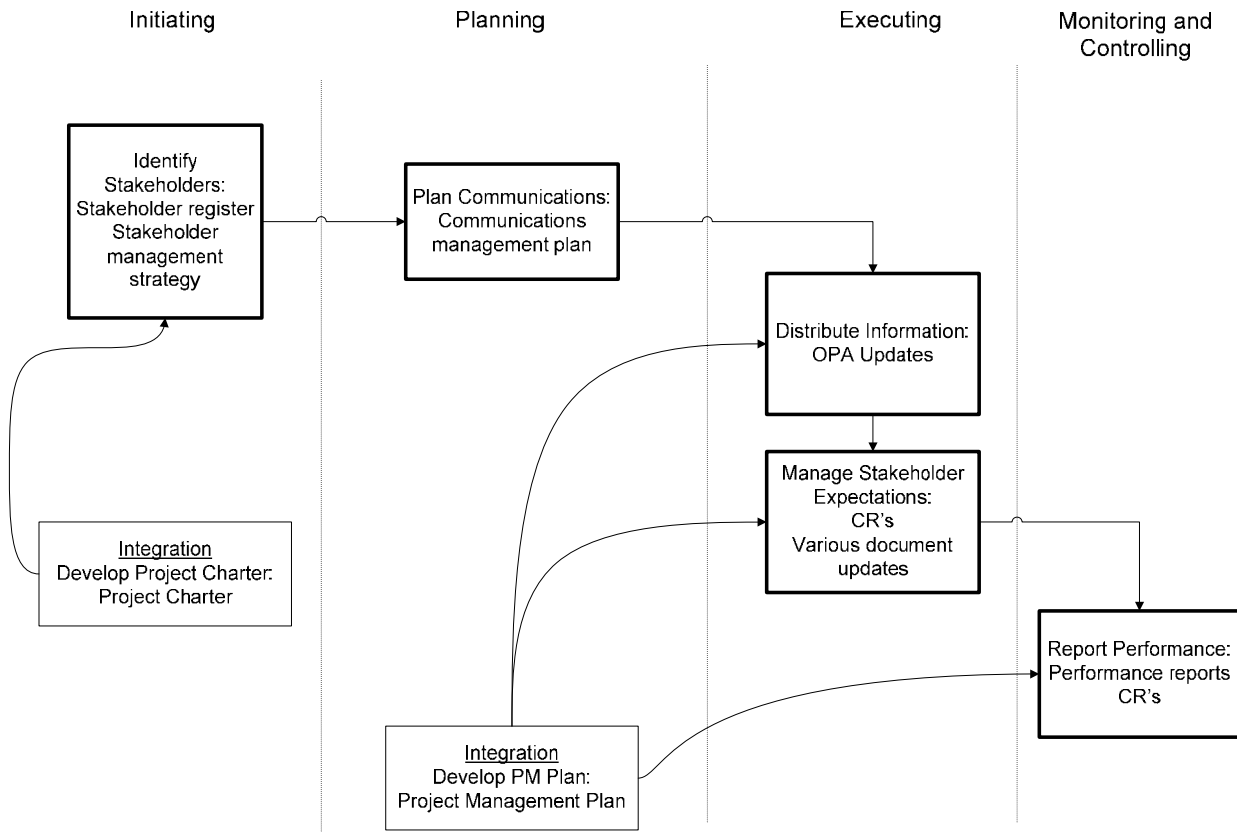 Initiating
Planning
Executing
Monitoring and
Controlling
Identify
Stakeholders:
Stakeholder register
Stakeholder
management
strategy
Plan Communications:
Communications
management plan
Distribute Information:
OPA Updates
Manage Stakeholder
Expectations:
CR's
Various document
updates
Integration
Develop Project Charter:
Project Charter
Report Performance:
Performance reports
CR's
Integration
Develop PM Plan:
Project Management Plan